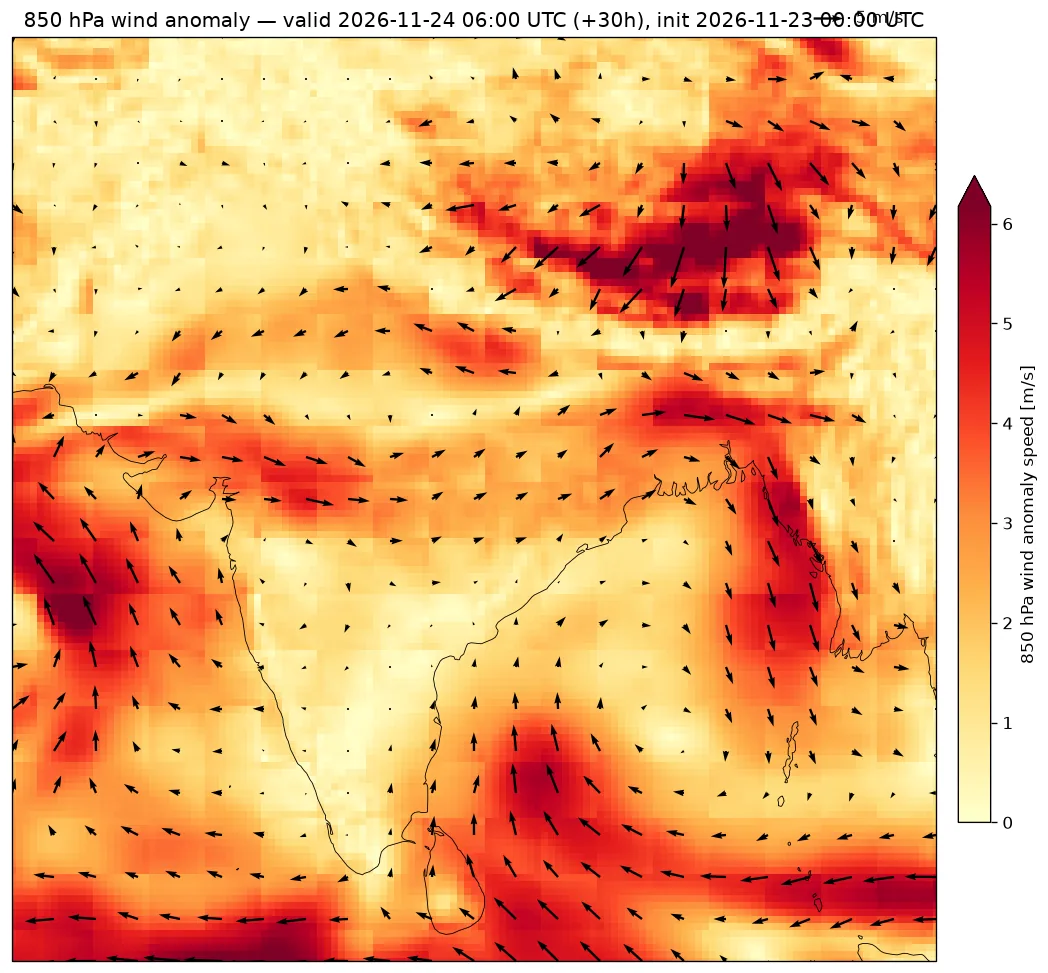 850 hPa wind anomaly — valid 2026-11-24 06:00 UTC (+30h), init 2026-11-23 00:00 UTC
5 m/s
6
5
4
3
2
1
0
850 hPa wind anomaly speed [m/s]